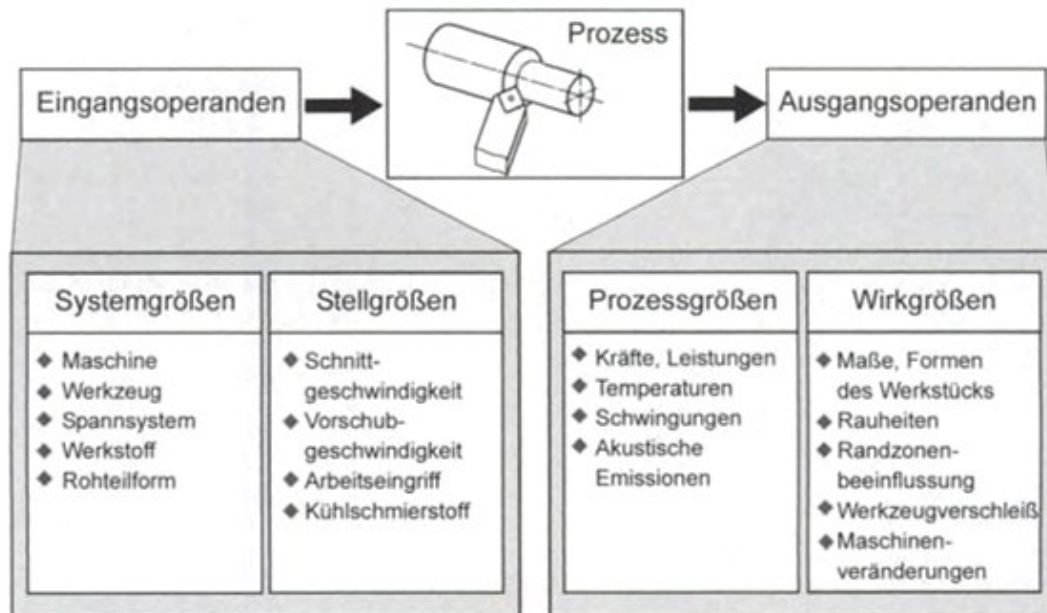 Prozess
Eingangsoperanden
Ausgangsoperanden
Systemgrößen
Maschine
Werkzeug
Spannsystem
Werkstoff
Rohteilform
Stellgrößen
Schnitt-
geschwindigkeit
Vorschub-
geschwindigkeit
Arbeitseingriff
Kühlschmierstoff
Prozessgrößen
Kräfte, Leistungen
Temperaturen
Schwingungen
Akustische
Emissionen
Wirkgrößen
Maße, Formen
des Werkstücks
Rauheiten
Randzonen-
beeinflussung
Werkzeugverschleiß
Maschinen-
veränderungen